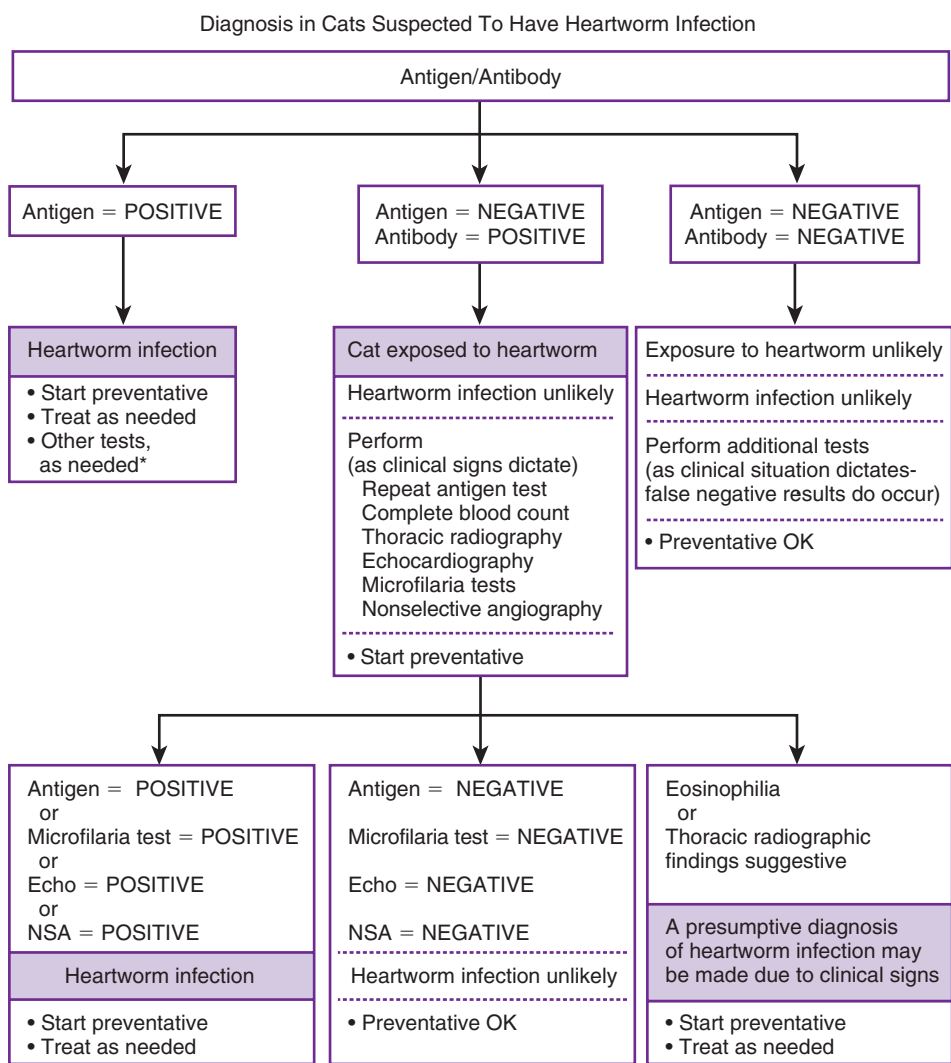 Diagnosis in Cats Suspected To Have Heartworm Infection
Antigen/Antibody
Antigen = POSITIVE
Antigen = NEGATIVE
Antibody = POSITIVE
Antigen = NEGATIVE
Antibody = NEGATIVE
Heartworm infection
• Start preventative
• Treat as needed
• Other tests,
as needed*
Cat exposed to heartworm
Heartworm infection unlikely
Perform
(as clinical signs dictate)
Repeat antigen test
Complete blood count
Thoracic radiography
Echocardiography
Microfilaria tests
Nonselective angiography
• Start preventative
Exposure to heartworm unlikely
Heartworm infection unlikely
Perform additional tests
(as clinical situation dictates-
false negative results do occur)
• Preventative OK
Antigen = POSITIVE
or
Microfilaria test = POSITIVE
or
Echo = POSITIVE
or
NSA = POSITIVE
Heartworm infection
• Start preventative
• Treat as needed
Antigen = NEGATIVE
Microfilaria test = NEGATIVE
Echo = NEGATIVE
NSA = NEGATIVE
Heartworm infection unlikely
• Preventative OK
Eosinophilia
or
Thoracic radiographic
findings suggestive
A presumptive diagnosis
of heartworm infection may
be made due to clinical signs
• Start preventative
• Treat as needed